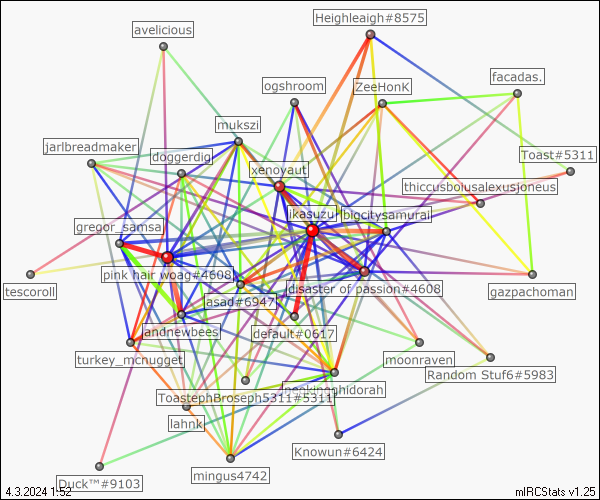 Heighleaigh#8575
avelicious
facadas.
ogshroom
ZeeHonK
mukszl
jarlbreadmaker
doggerdig
Toast#5311
xenoyaut
thiccusboiusalexusjoneus
ikasuzu
bigcitysamurai
gregor_samsa
pink hair woag#4608
disaster of passion#4608
tescoroll
gazpachoman
asad#6947
andnewbees
default#0617
turkey_mcnugget
moonraven
Random Stuf6#5983
ToastephBroseph5311#5311
lahnk
Knowun#6424
mingus4742
Duck™#9103
4.3.2024 1:52
mIRCStats v1.25